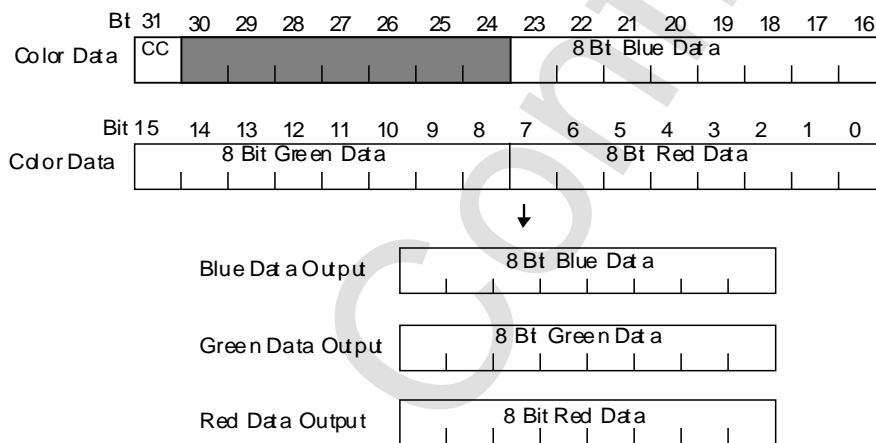 Bit 31 30 29 28 27 26 25 24 23 22 21 20 19 18 17 16
Color Data CC 8 Bit Blue Data
Bit 15 14 13 12 11 10 9 8 7 6 5 4 3 2 1 0
Color Data 8 Bit Green Data 8 Bit Red Data
Blue Data Output 8 Bit Blue Data
Green Data Output 8 Bit Green Data
Red Data Output 8 Bit Red Data